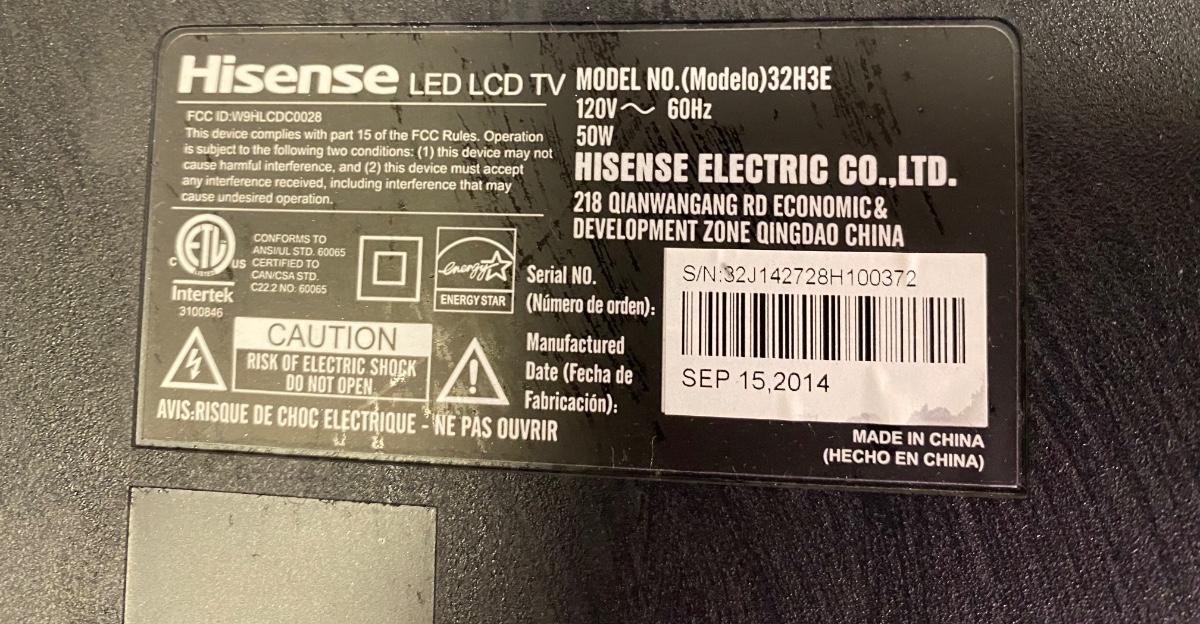 Hisense LED LCD TV
FCC ID:W9HLCDC0028
This device complies with part 15 of the FCC Rules. Operation
is subject to the following two conditions: (1) this device may not
cause harmful interference, and (2) this device must accept
any interference received, including interference that may
cause undesired operation.
MODEL NO.(Modelo)32H3E
120V～ 60Hz
50W
HISENSE ELECTRIC CO.,LTD.
218 QIANWANGANG RD ECONOMIC&
DEVELOPMENT ZONE QINGDAO CHINA
ETL
LISTED
C US
Intertek
3100846
CONFORMS TO
ANSI/UL STD. 60065
CERTIFIED TO
CAN/CSA STD.
C22.2 NO: 60065
energy
ENERGY STAR
Serial NO.
(Número de orden):
Manufactured
Date (Fecha de
Fabricación):
S/N:32J142728H100372
SEP 15,2014
CAUTION
RISK OF ELECTRIC SHOCK
DO NOT OPEN
AVIS:RISQUE DE CHOC ELECTRIQUE - NE PAS OUVRIR
MADE IN CHINA
(HECHO EN CHINA)